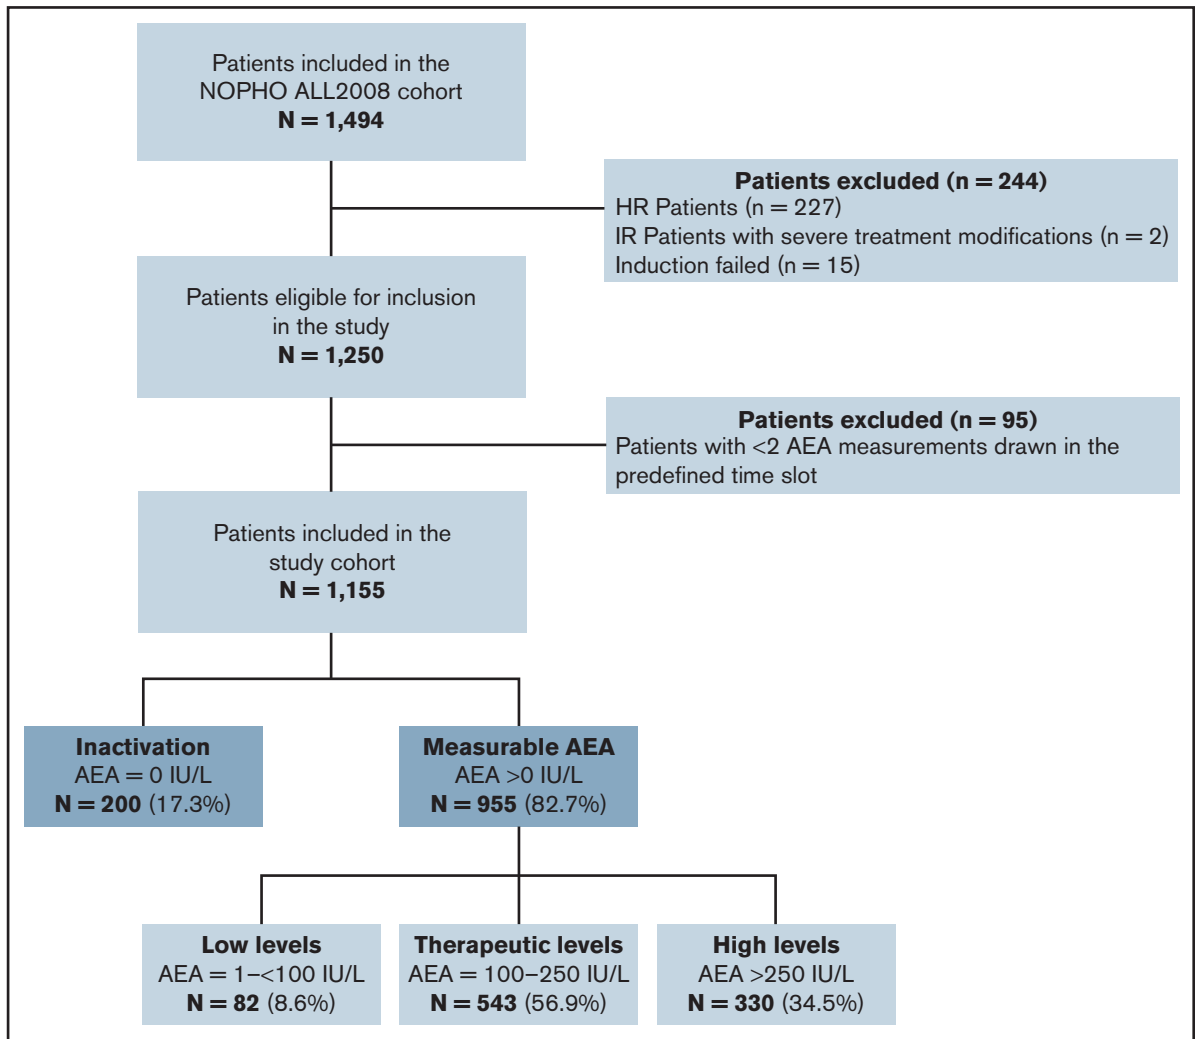 Patients included in the
NOPHO ALL2008 cohort
N = 1,494
Patients excluded (n = 244)
HR Patients (n = 227)
IR Patients with severe treatment modifications (n = 2)
Induction failed (n = 15)
Patients eligible for inclusion
in the study
N = 1,250
Patients excluded (n = 95)
Patients with <2 AEA measurements drawn in the
predefined time slot
Patients included in the
study cohort
N = 1,155
Inactivation
AEA = 0 IU/L
N = 200 (17.3%)
Measurable AEA
AEA >0 IU/L
N = 955 (82.7%)
Low levels
AEA = 1–<100 IU/L
N = 82 (8.6%)
Therapeutic levels
AEA = 100–250 IU/L
N = 543 (56.9%)
High levels
AEA >250 IU/L
N = 330 (34.5%)